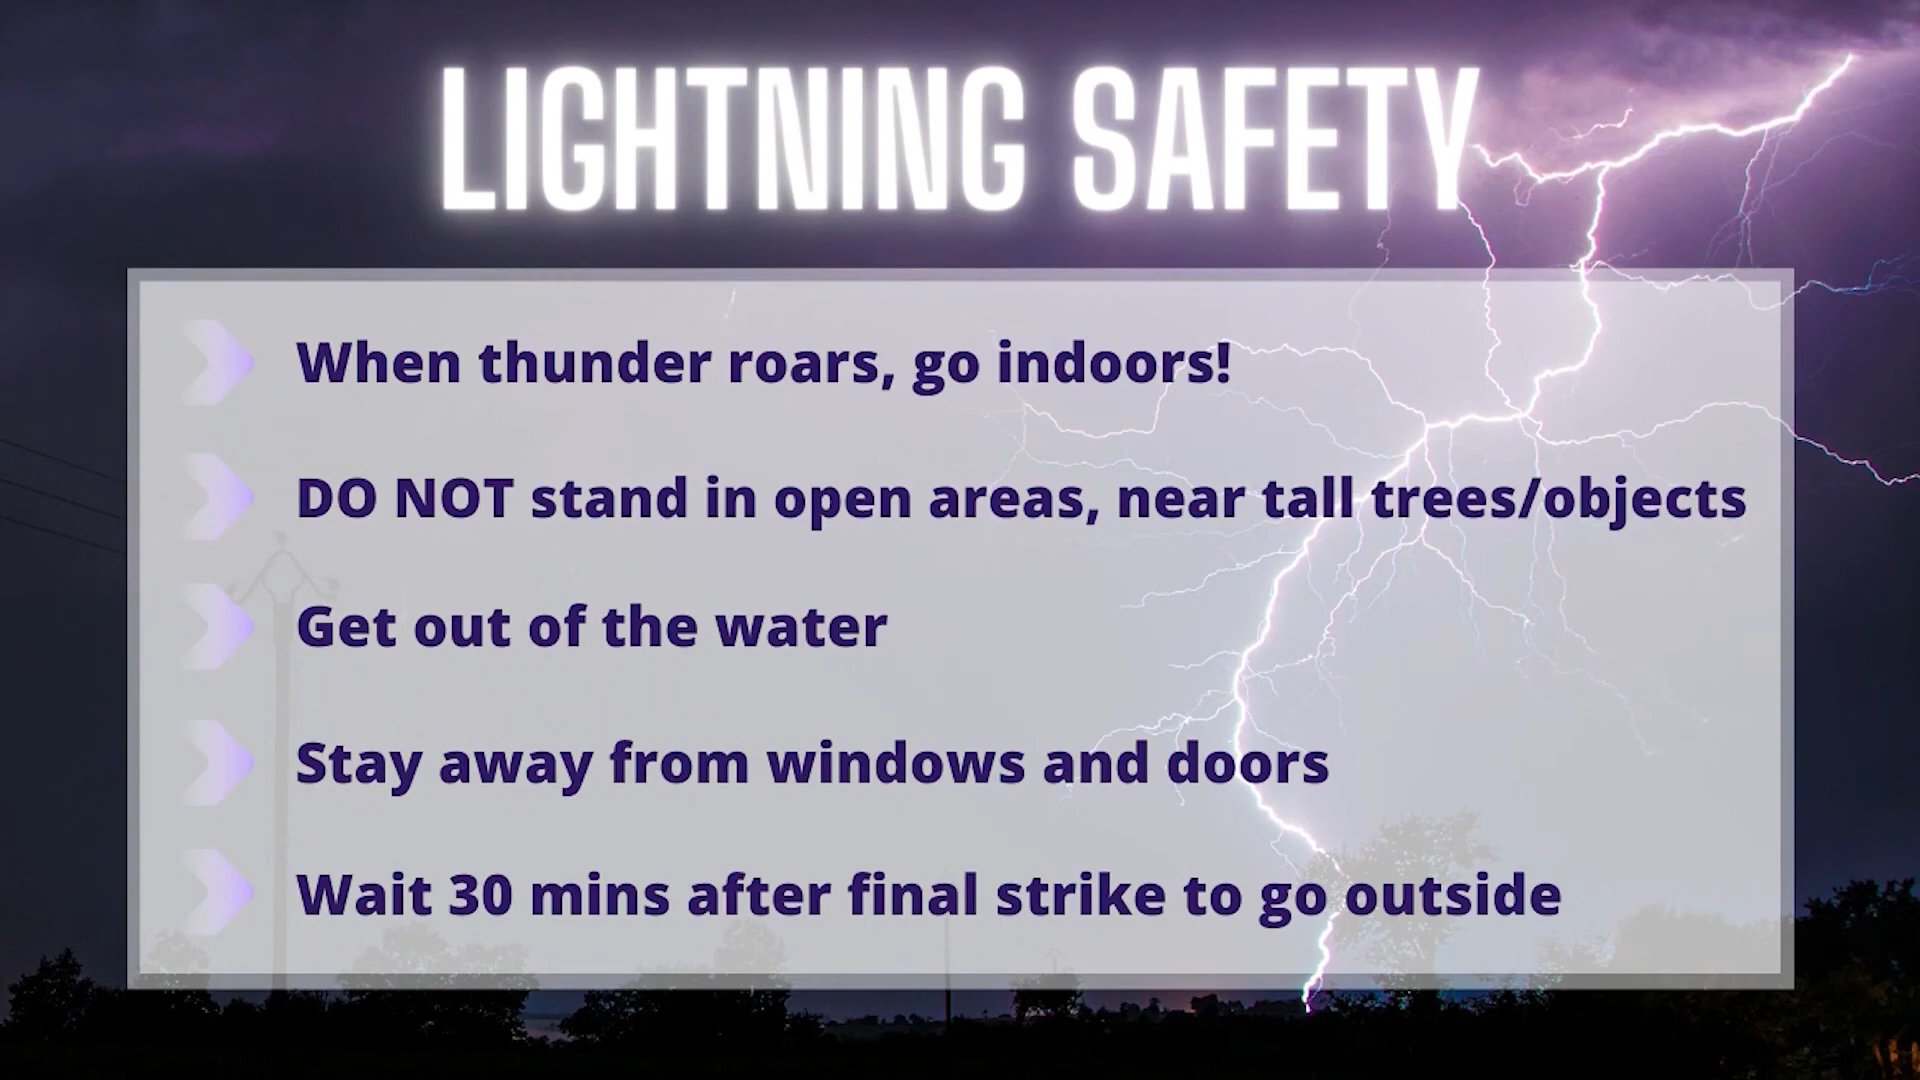 LIGHTNING SAFETY
When thunder roars, go indoors!
DO NOT stand in open areas, near tall trees/objects
Get out of the water
Stay away from windows and doors
Wait 30 mins after final strike to go outside